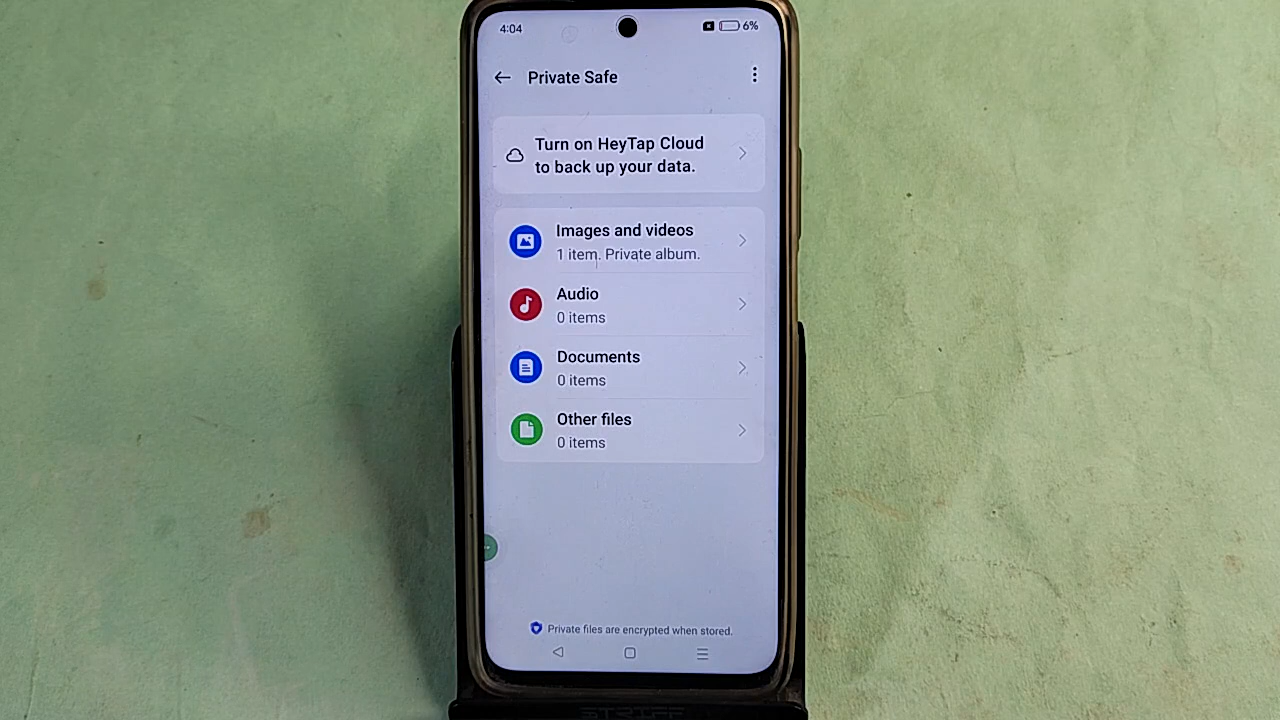 4:04
6%
Private Safe
Turn on HeyTap Cloud
to back up your data.
Images and videos
1 item. Private album.
Audio
0 items
Documents
0 items
Other files
0 items
Private files are encrypted when stored.
STRIFF